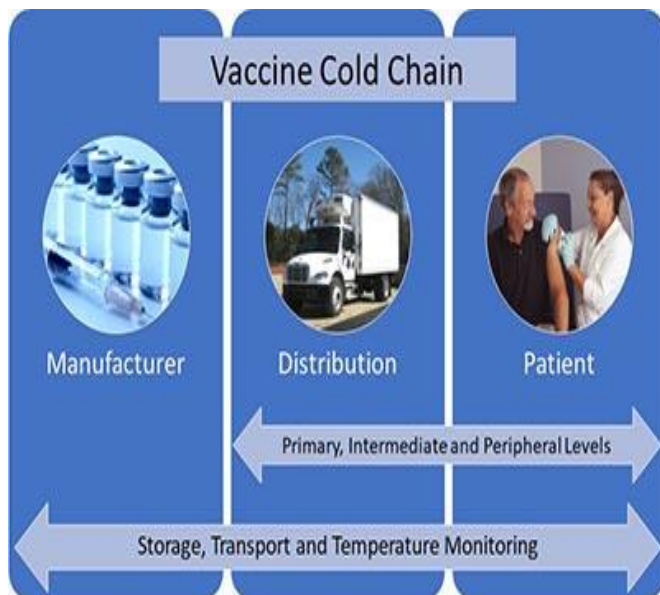 Vaccine Cold Chain
Manufacturer
Distribution
Patient
Primary, Intermediate and Peripheral Levels
Storage, Transport and Temperature Monitoring